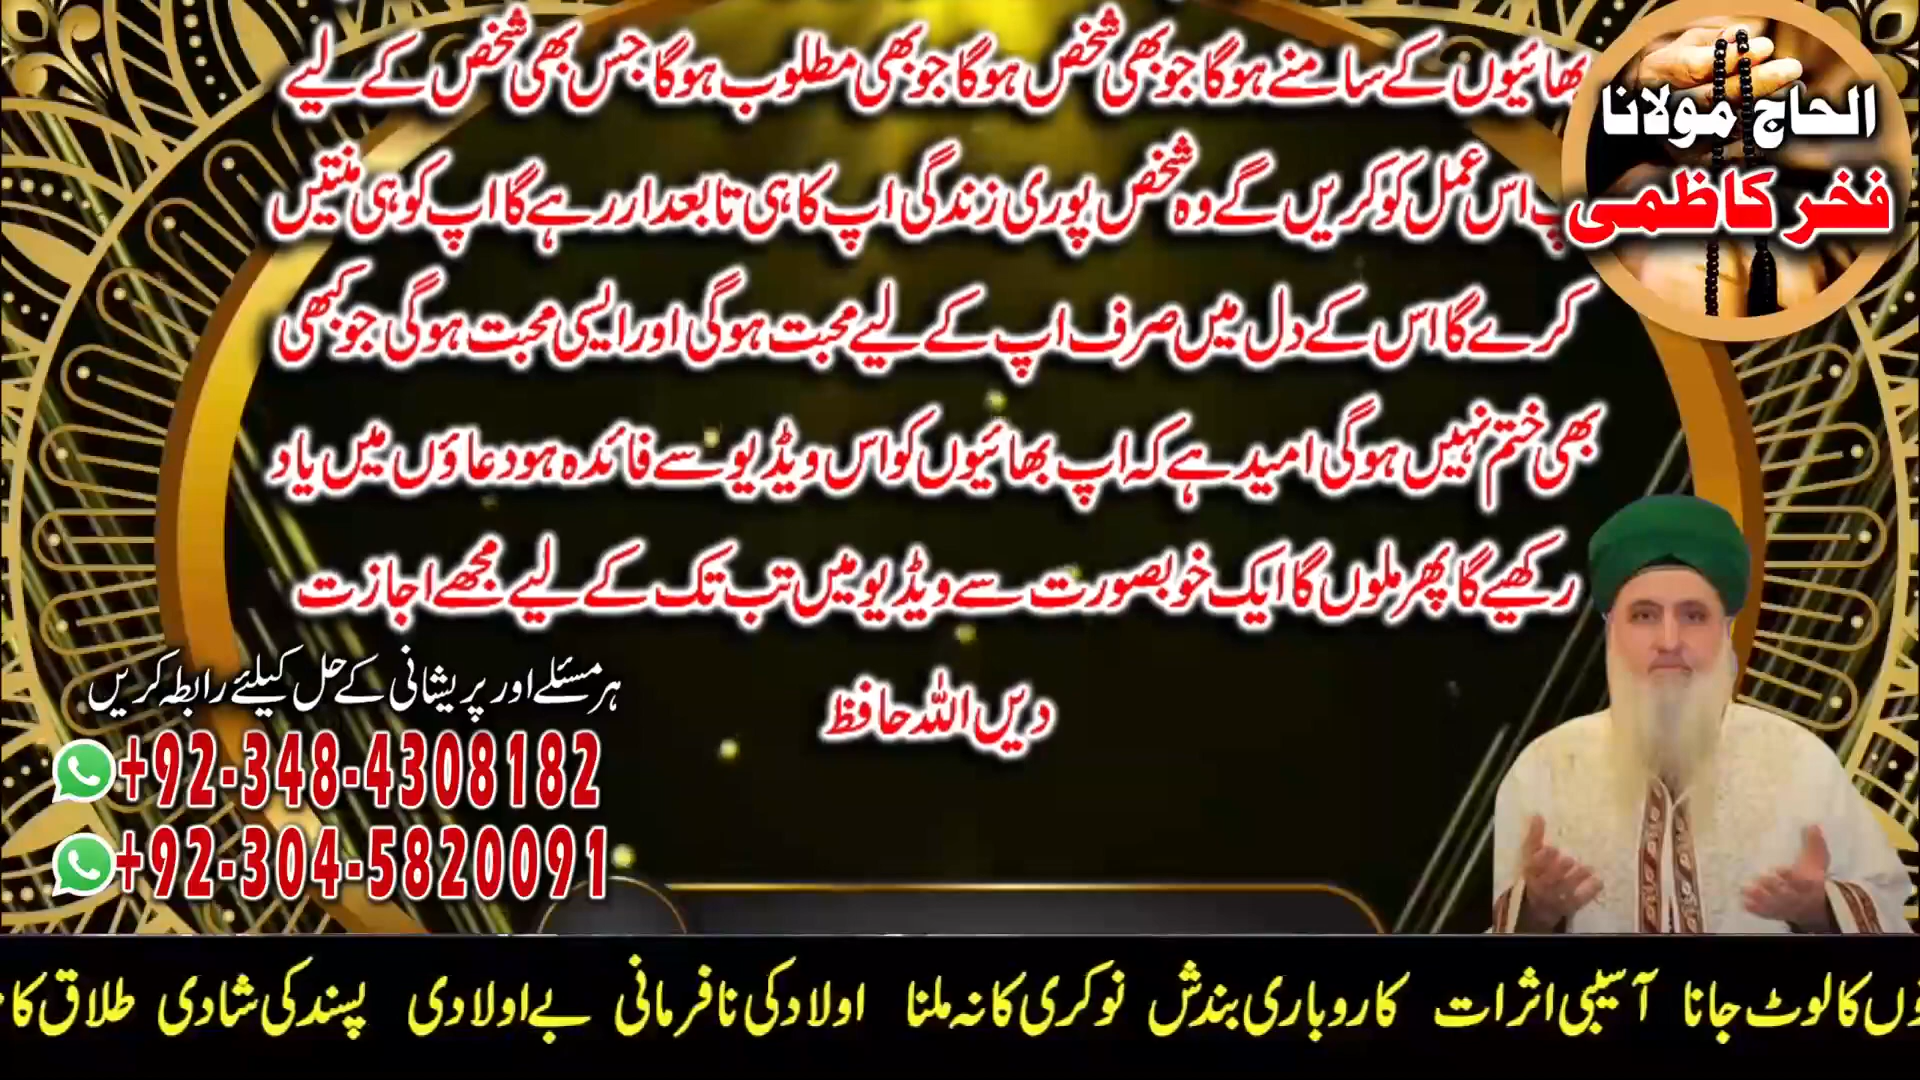 بھائیوں کے سامنے ہوگا جو بھی شخص ہوگا جو بھی مطلوب ہوگا جس بھی شخص کے لیے
اس عمل کو کریں گے وہ شخص پوری زندگی اپ کا ہی تابعدار رہے گا اپ کو ہی منتیں
کرے گا اس کے دل میں صرف اپ کے لیے محبت ہوگی اور ایسی محبت ہوگی جو کبھی
بھی ختم نہیں ہوگی امید ہے کہ اپ بھائیوں کو اس ویڈیو سے فائدہ ہو دعاؤں میں یاد
رکھیے گا پھر ملوں گا ایک خوبصورت سے ویڈیو میں تب تک کے لیے مجھے اجازت
دیں اللہ حافظ
الحاج مولانا
فخر کاظمی
ہر مسئلے اور پریشانی کے حل کیلئے رابطہ کریں
+92-348-4308182
+92-304-5820091
کا لوٹ جانا آسیبی اثرات کاروباری بندش نوکری کا نہ ملنا اولاد کی نافرمانی بے اولادی پسند کی شادی طلاق کا